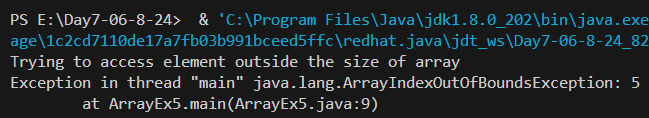 PS E:\Day7-06-8-24>  & 'C:\Program Files\Java\jdk1.8.0_202\bin\java.exe
age\1c2cd7110de17a7fb03b991bceed5ffc\redhat.java\jdt_ws\Day7-06-8-24_82
Trying to access element outside the size of array
Exception in thread "main" java.lang.ArrayIndexOutOfBoundsException: 5
        at ArrayEx5.main(ArrayEx5.java:9)